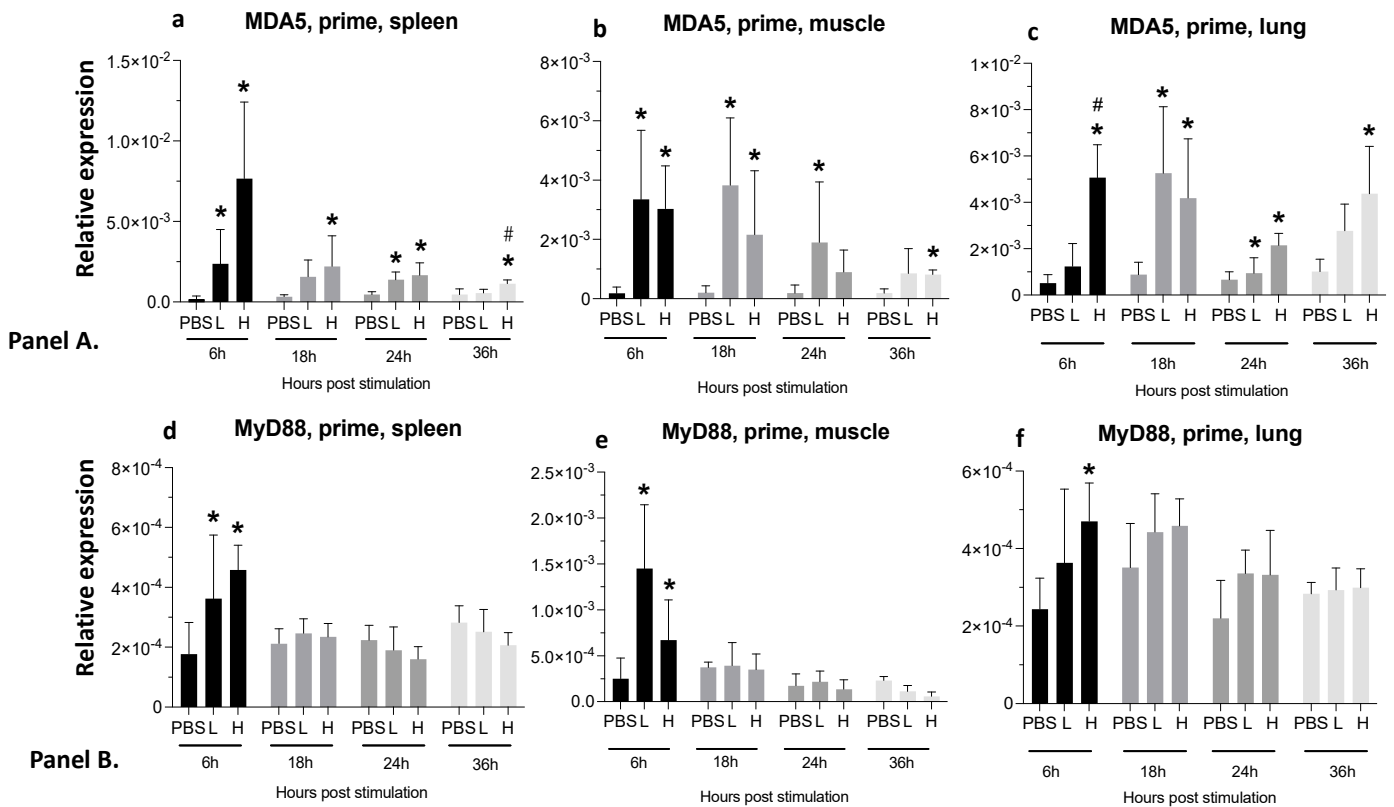 a MDA5, prime, spleen
Relative expression
1.5×10⁻²
1.0×10⁻²
5.0×10⁻³
0.0
* * * * * # *
PBS L H PBS L H PBS L H PBS L H
6h 18h 24h 36h
Hours post stimulation
b MDA5, prime, muscle
8×10⁻³
6×10⁻³
4×10⁻³
2×10⁻³
0
* * * * * *
PBS L H PBS L H PBS L H PBS L H
6h 18h 24h 36h
Hours post stimulation
c MDA5, prime, lung
1×10⁻²
8×10⁻³
6×10⁻³
4×10⁻³
2×10⁻³
0
# * * * * * *
PBS L H PBS L H PBS L H PBS L H
6h 18h 24h 36h
Hours post stimulation
Panel A.
d MyD88, prime, spleen
Relative expression
8×10⁻⁴
6×10⁻⁴
4×10⁻⁴
2×10⁻⁴
0
* *
PBS L H PBS L H PBS L H PBS L H
6h 18h 24h 36h
Hours post stimulation
e MyD88, prime, muscle
2.5×10⁻³
2.0×10⁻³
1.5×10⁻³
1.0×10⁻³
5.0×10⁻⁴
0.0
* *
PBS L H PBS L H PBS L H PBS L H
6h 18h 24h 36h
Hours post stimulation
f MyD88, prime, lung
6×10⁻⁴
4×10⁻⁴
2×10⁻⁴
0
*
PBS L H PBS L H PBS L H PBS L H
6h 18h 24h 36h
Hours post stimulation
Panel B.